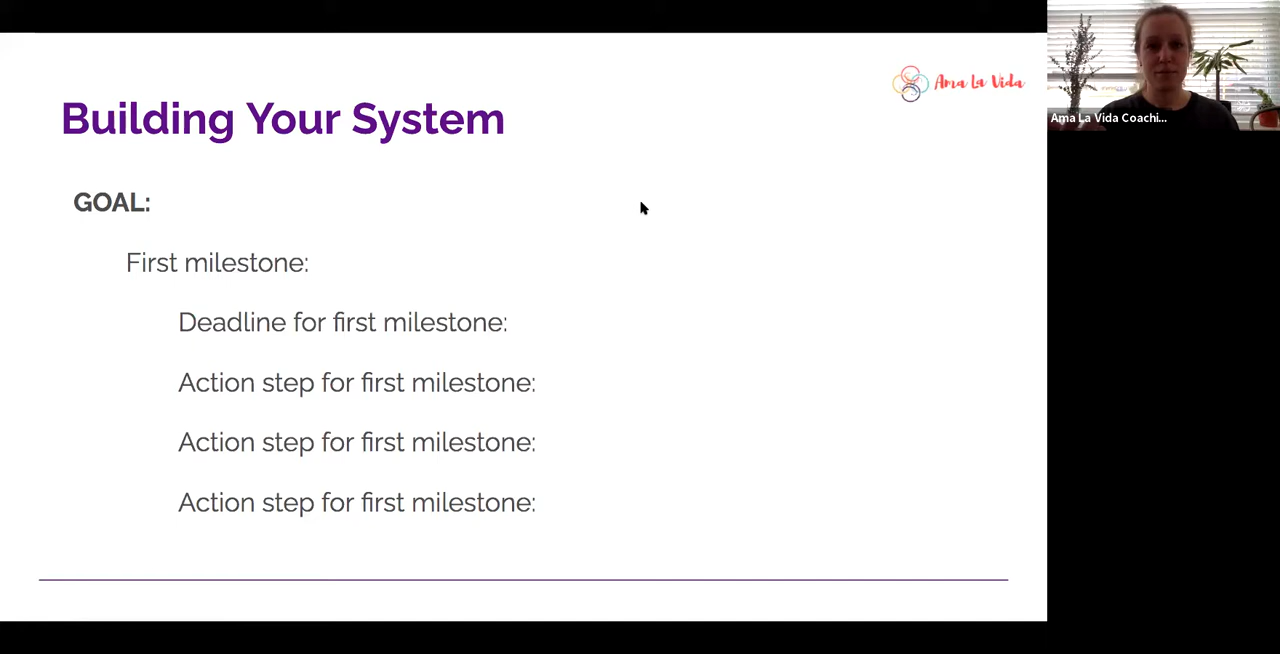 Ama La Vida
Building Your System
Ama La Vida Coachi...
GOAL:
First milestone:
Deadline for first milestone:
Action step for first milestone:
Action step for first milestone:
Action step for first milestone: